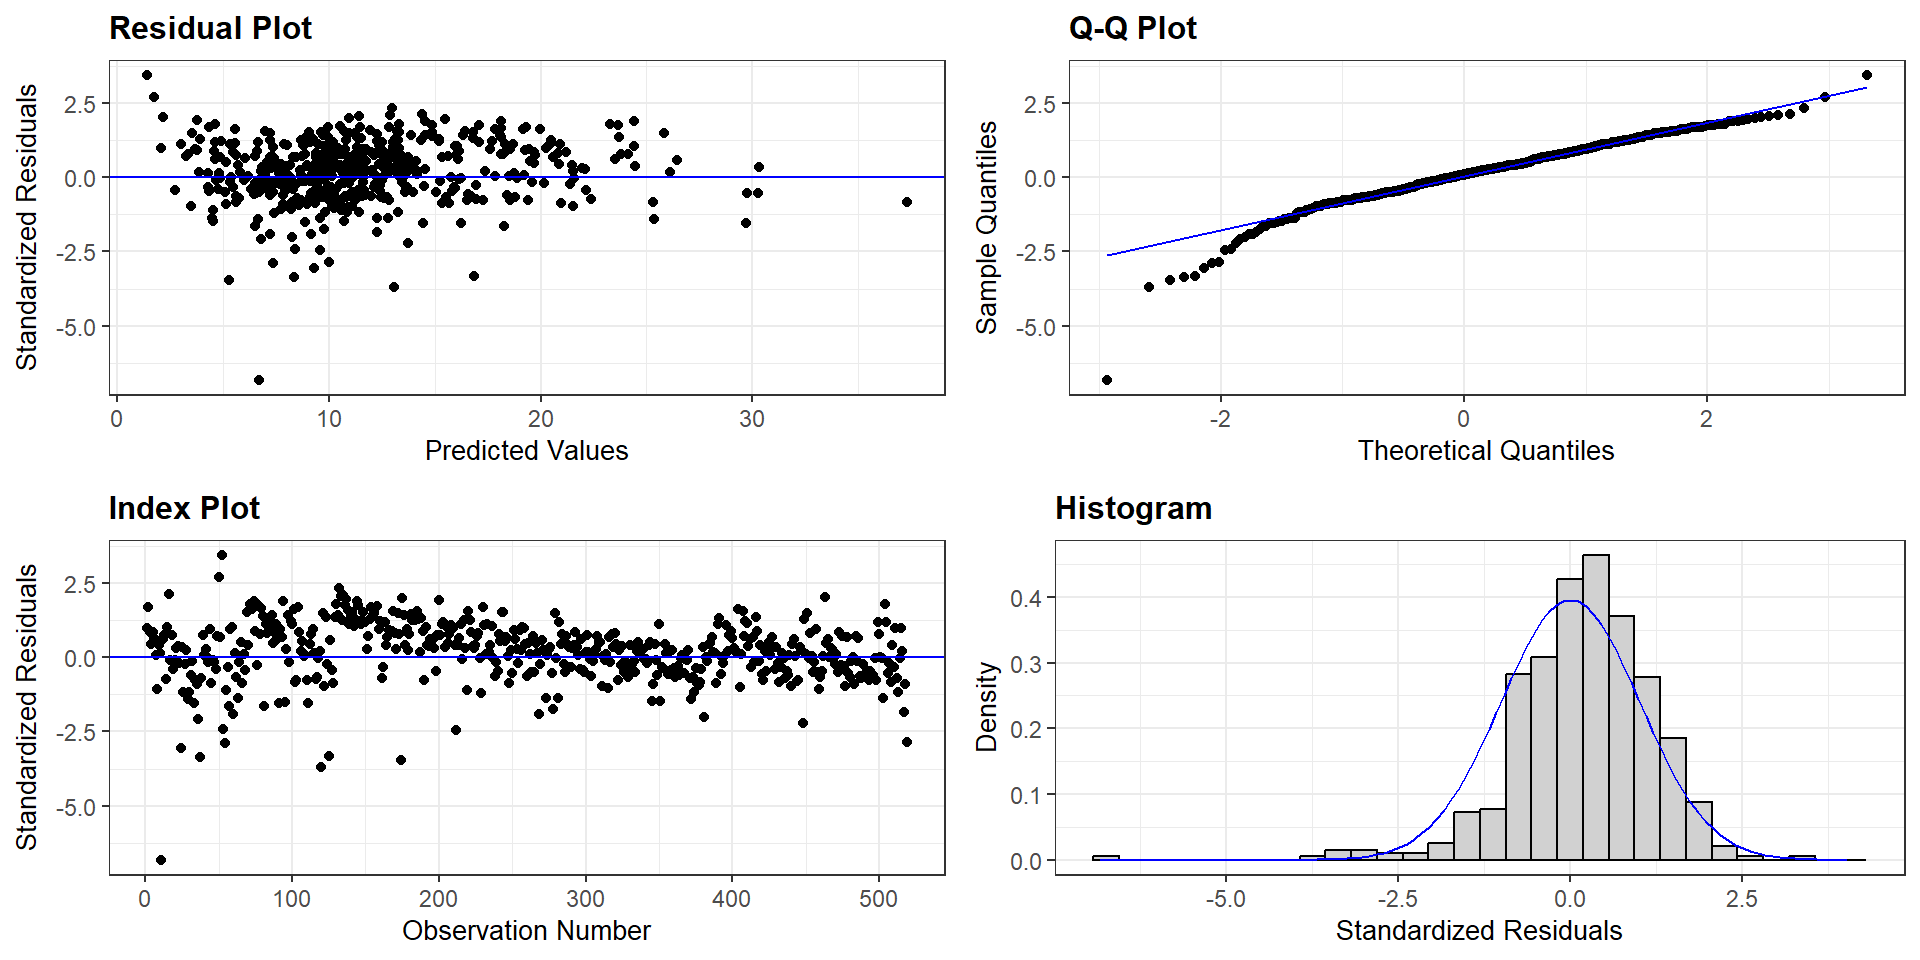 Residual Plot
Standardized Residuals
2.5
0.0
-2.5
-5.0
0 10 20 30
Predicted Values
Q-Q Plot
Sample Quantiles
2.5
0.0
-2.5
-5.0
-2 0 2
Theoretical Quantiles
Index Plot
Standardized Residuals
2.5
0.0
-2.5
-5.0
0 100 200 300 400 500
Observation Number
Histogram
Density
0.4
0.3
0.2
0.1
0.0
-5.0 -2.5 0.0 2.5
Standardized Residuals